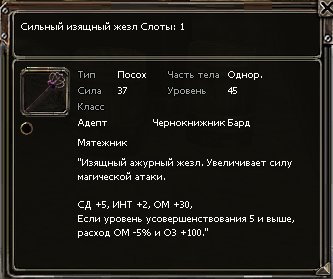 Сильный изящный жезл Слоты: 1
Тип Посох Часть тела Однор.
Сила 37 Уровень 45
Класс
Адепт Чернокнижник Бард
Мятежник
"Изящный ажурный жезл. Увеличивает силу
магической атаки.
СД +5, ИНТ +2, ОМ +30,
Если уровень усовершенствования 5 и выше,
расход ОМ -5% и ОЗ +100."